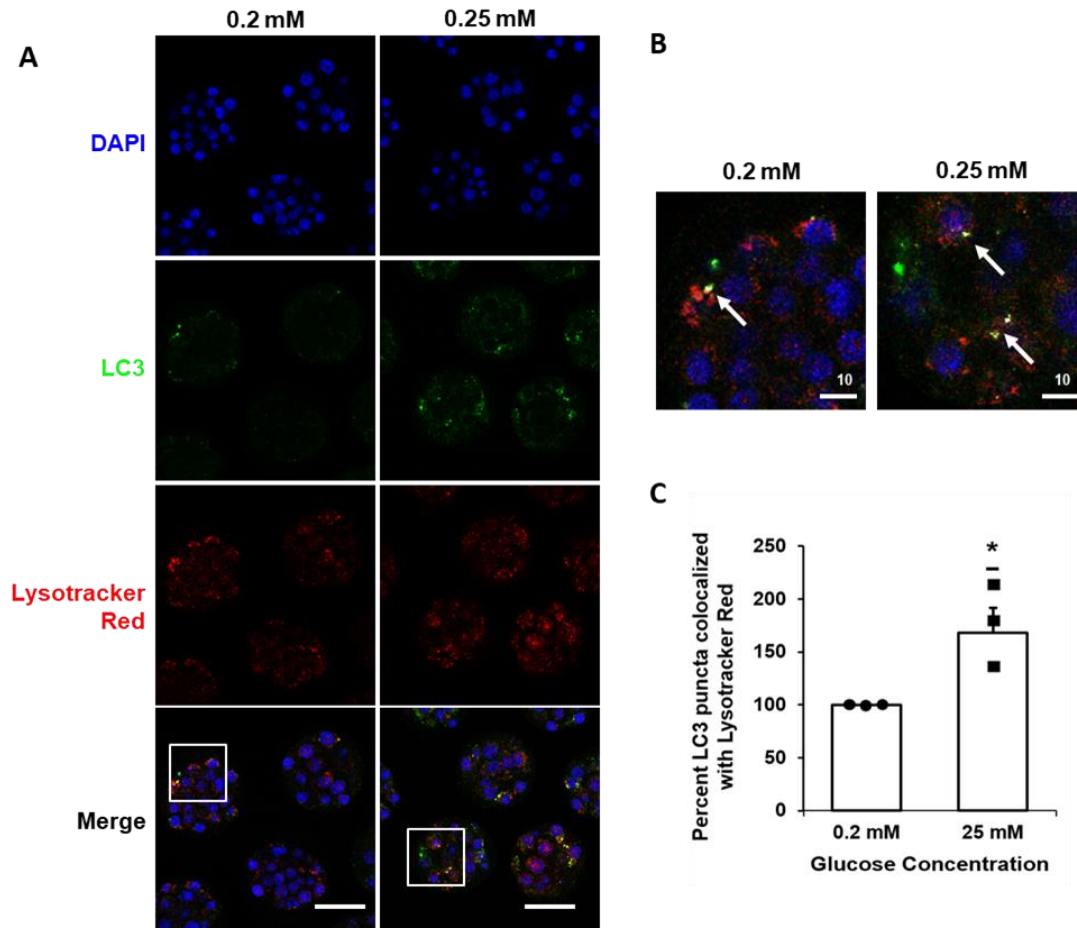 A
0.2 mM
0.25 mM
DAPI
LC3
Lysotracker
Red
Merge
B
0.2 mM
0.25 mM
10
10
C
Percent LC3 puncta colocalized
with Lysotracker Red
250
200
150
100
50
0
*
0.2 mM
25 mM
Glucose Concentration